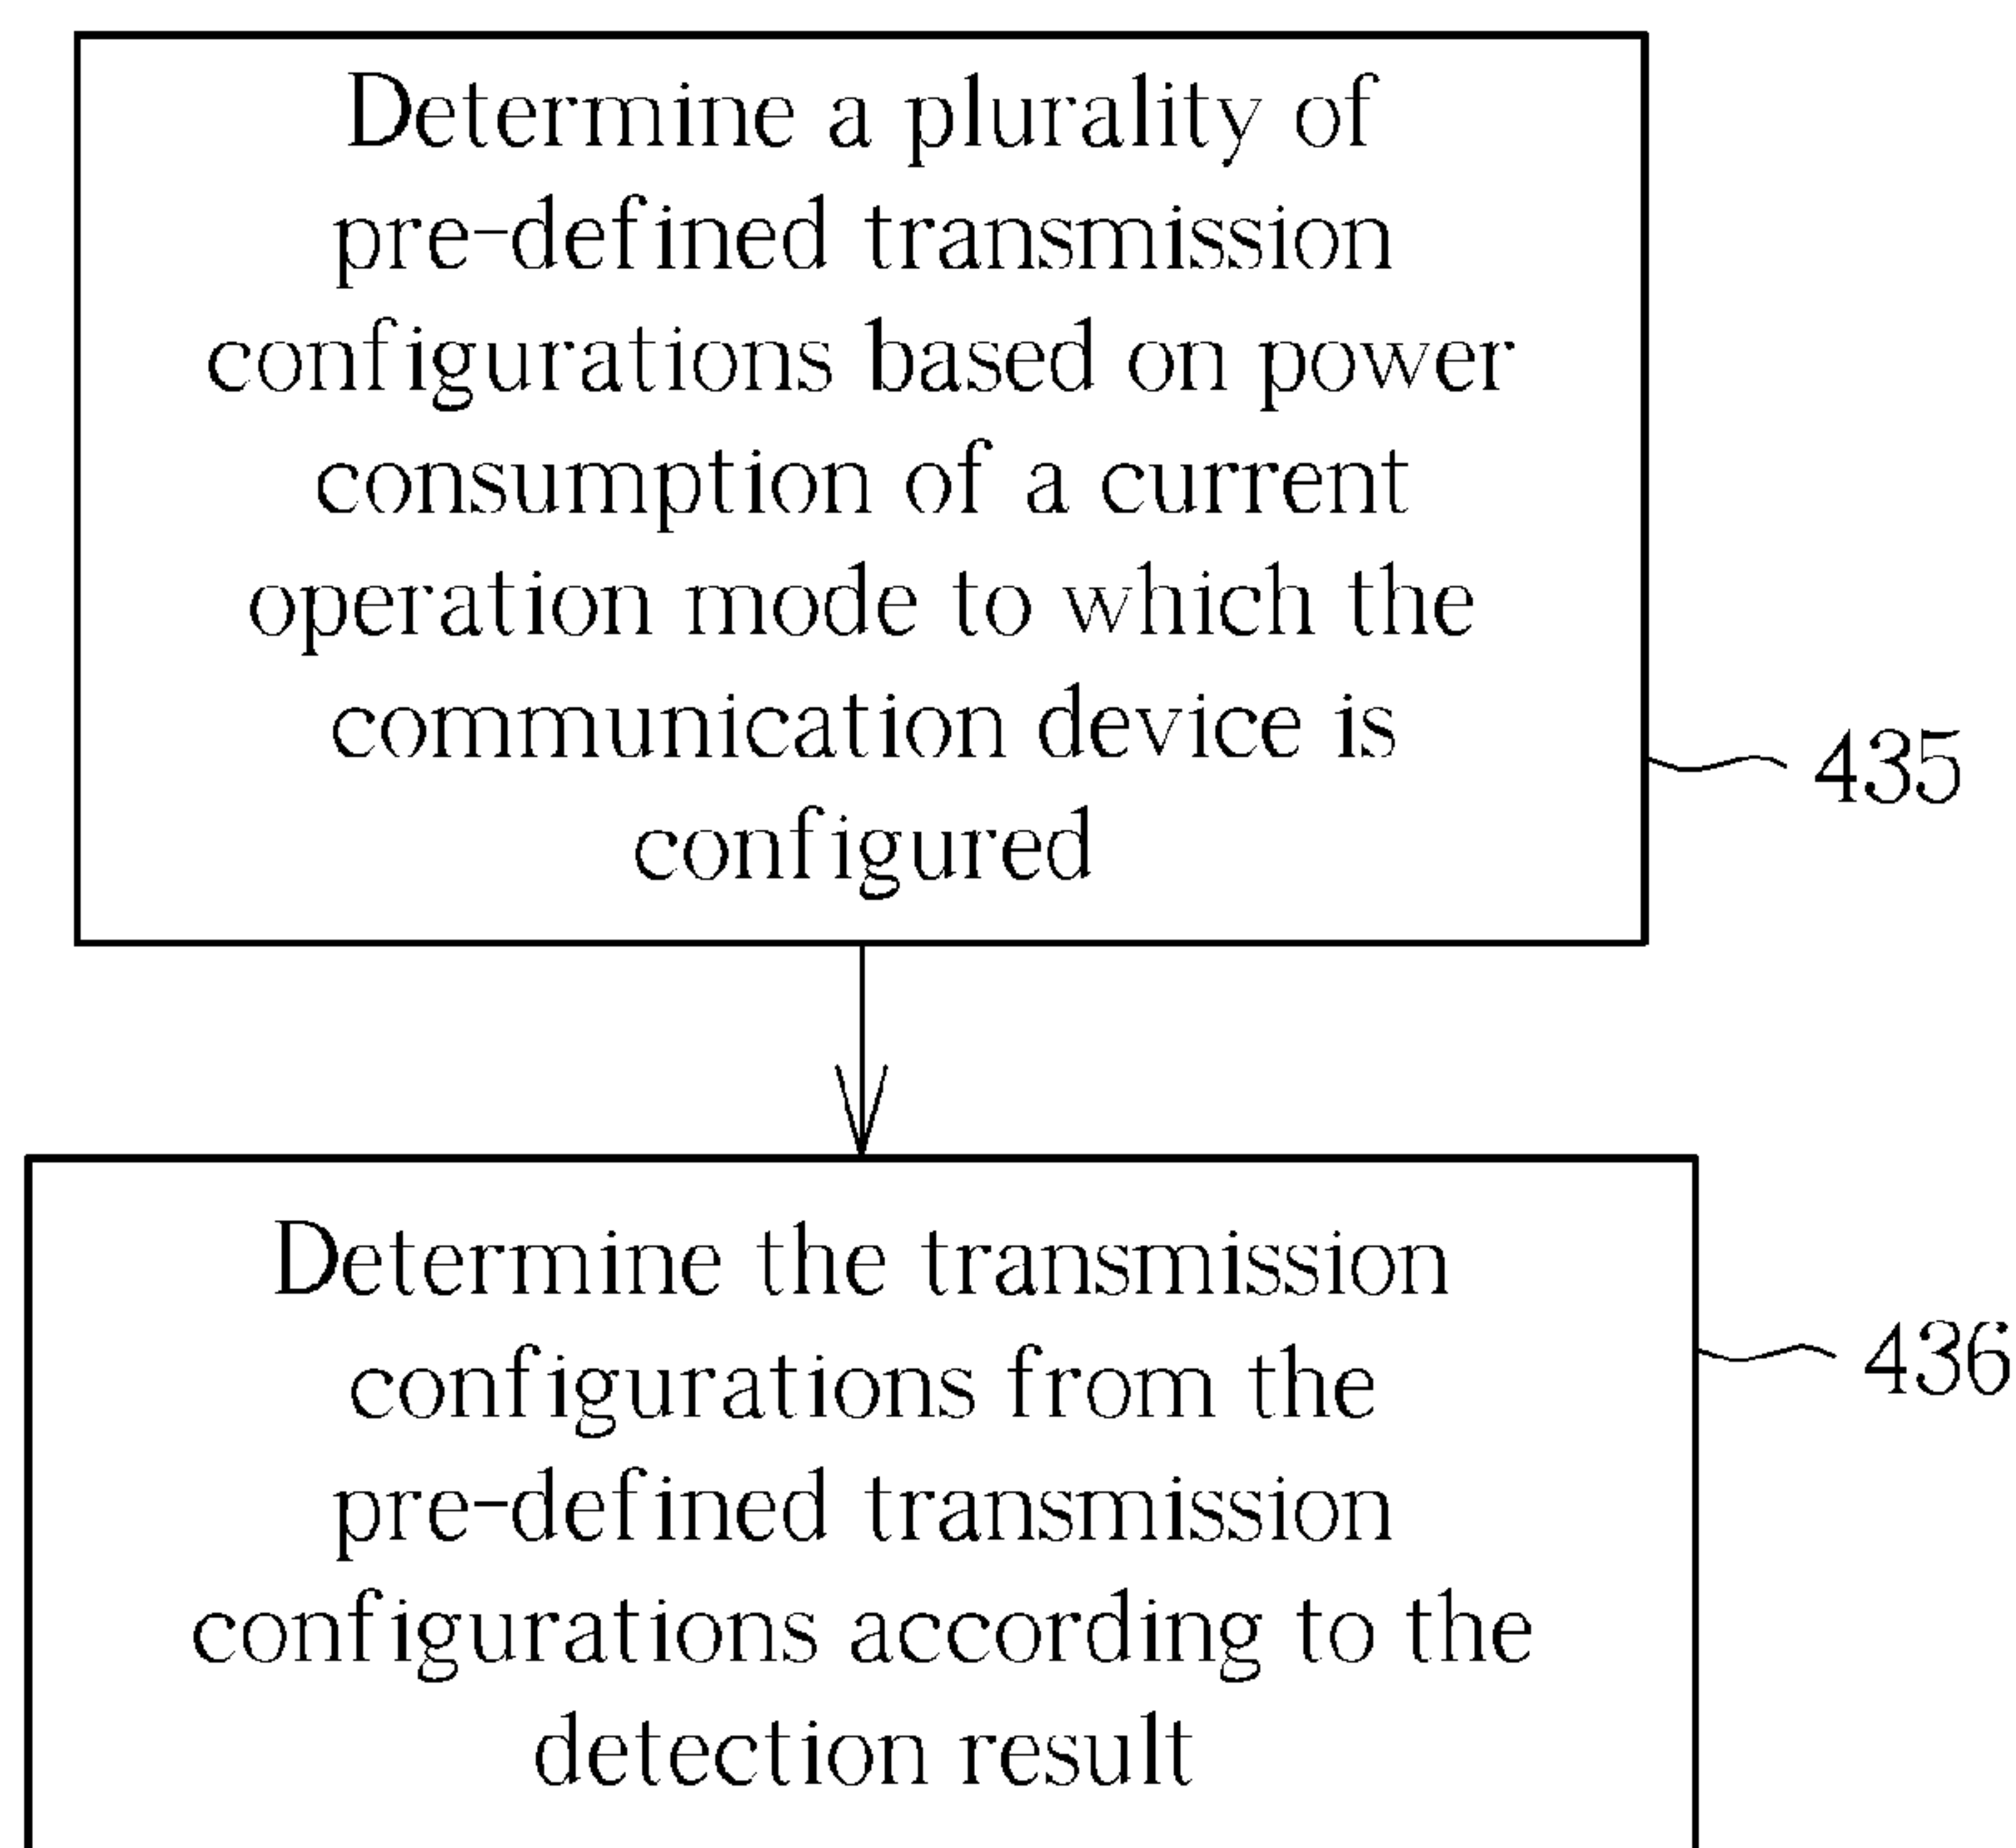 Determine a plurality of
pre-defined transmission
configurations based on power
consumption of a current
operation mode to which the
communication device is
configured
435
Determine the transmission
configurations from the
pre-defined transmission
configurations according to the
detection result
436